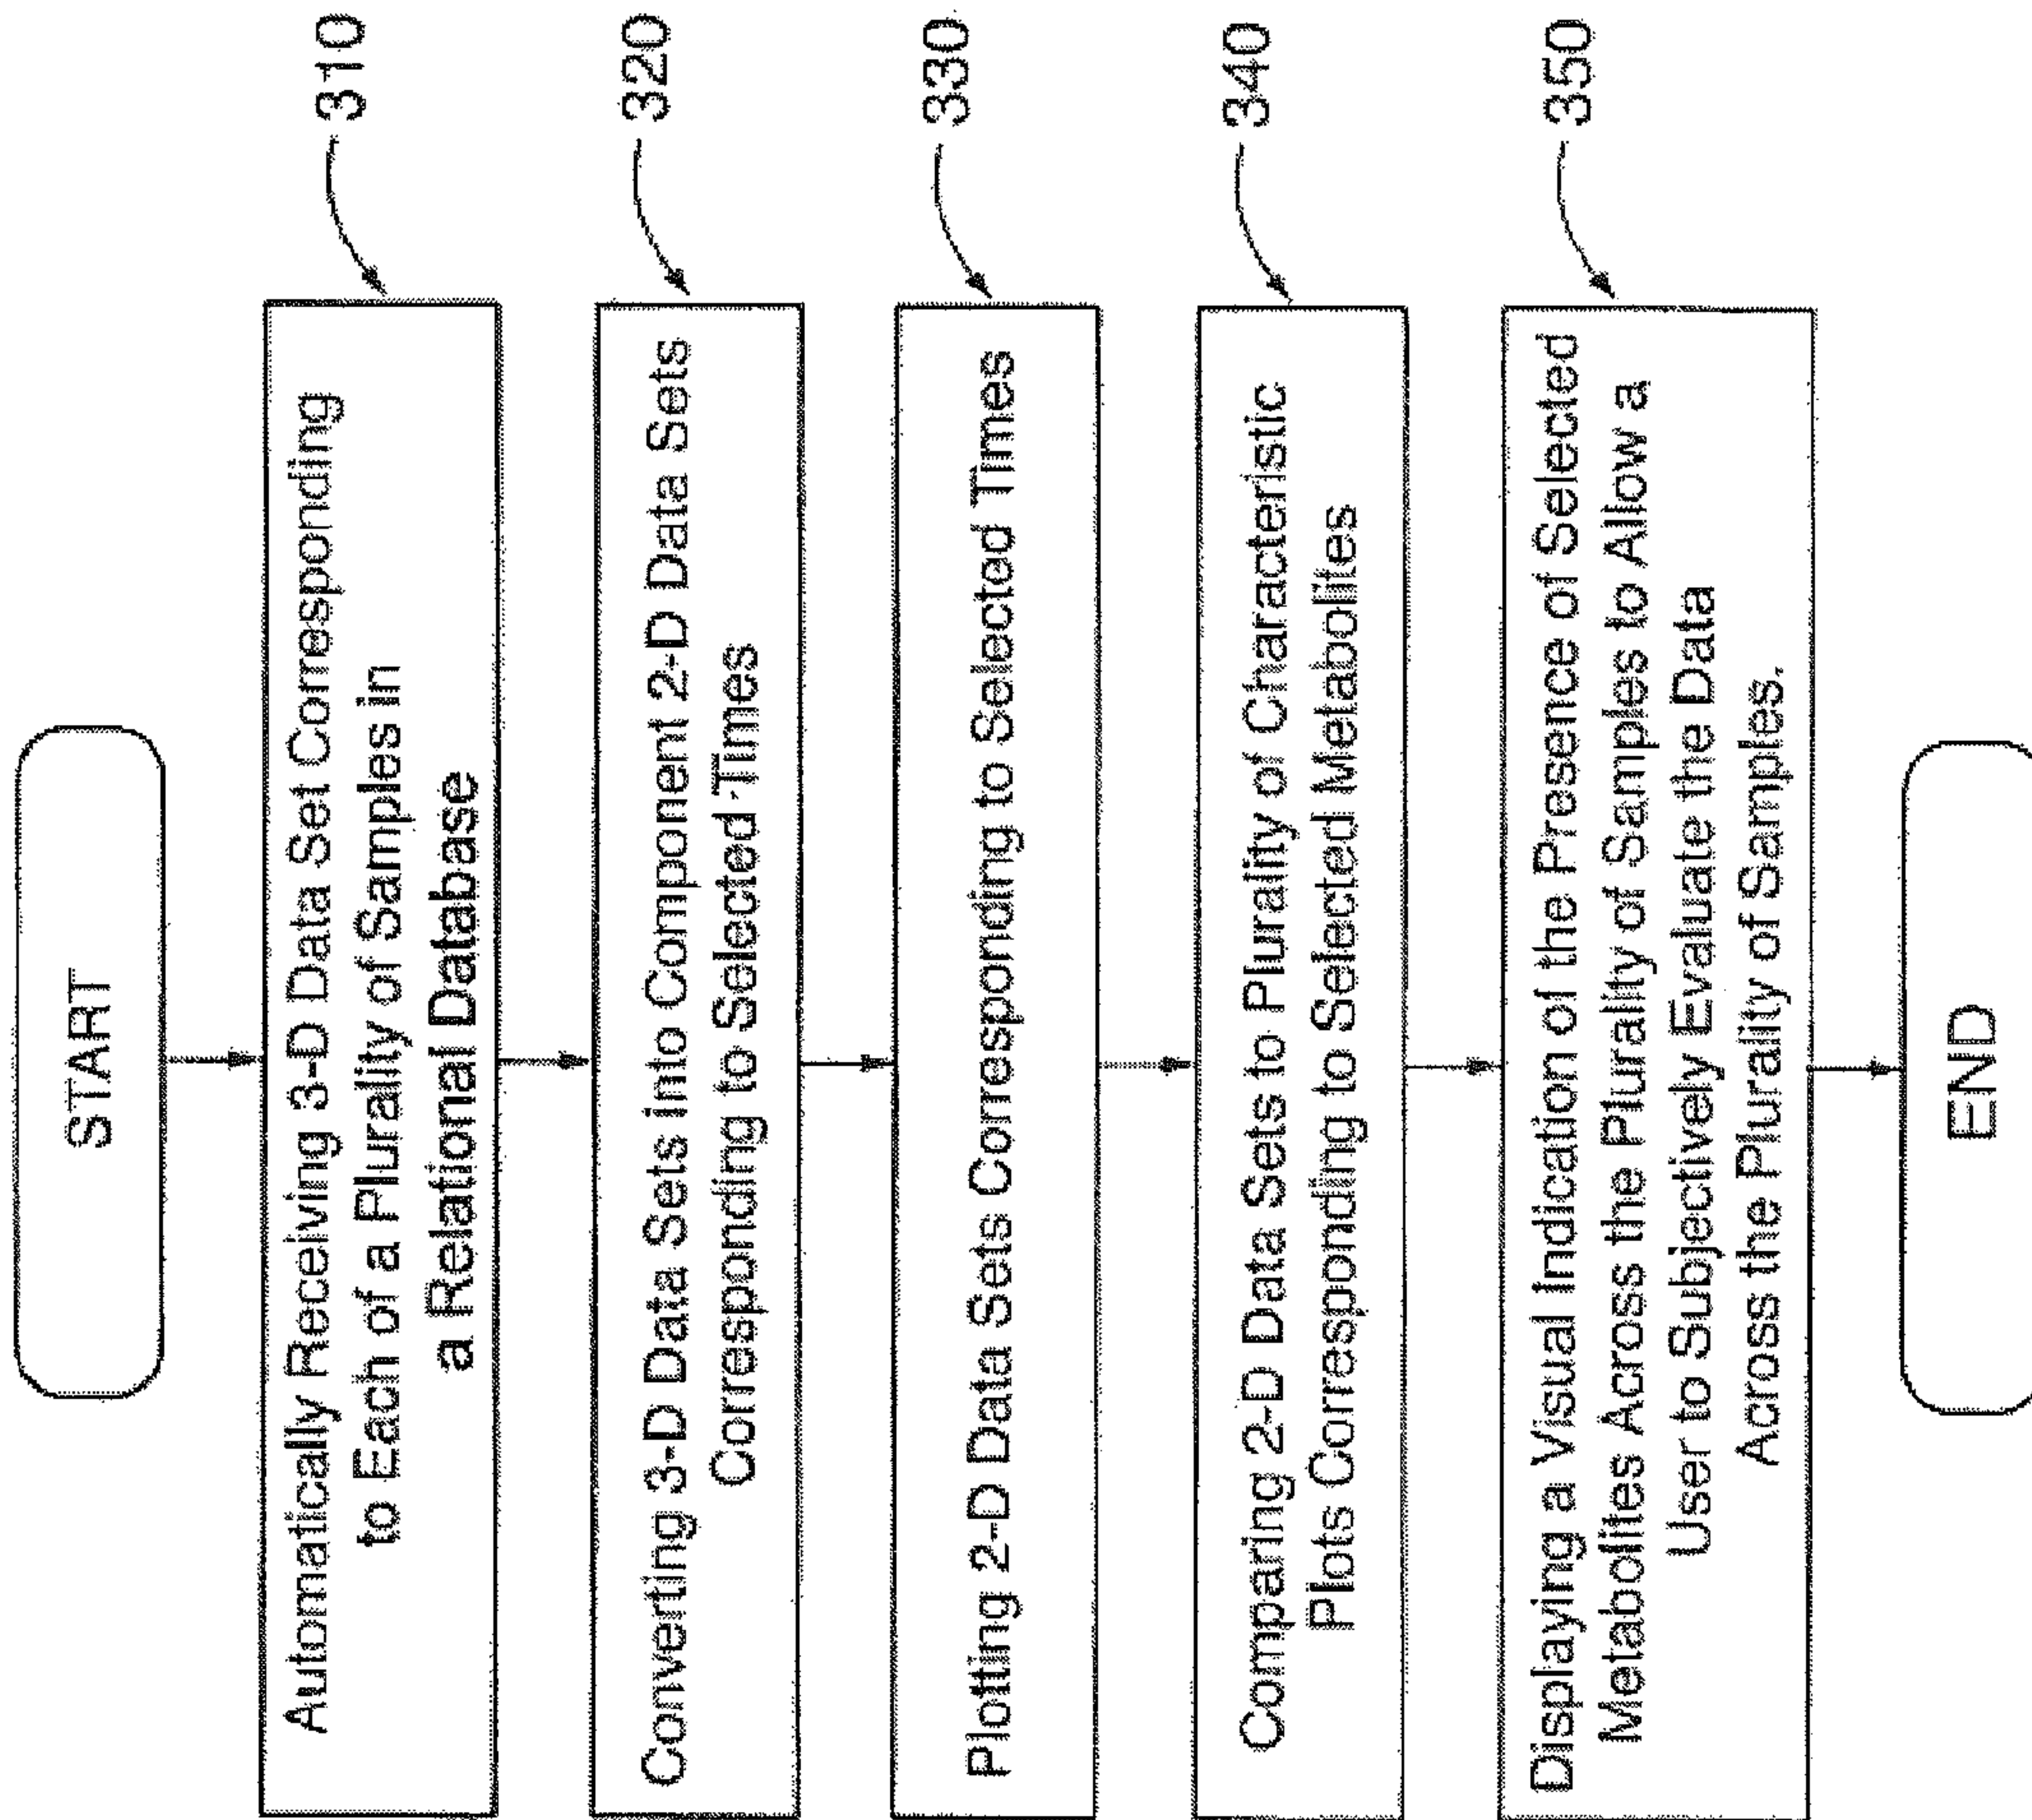 START
Automatically Receiving 3-D Data Set Corresponding
to Each of a Plurality of Samples in
a Relational Database
310
Converting 3-D Data Sets into Component 2-D Data Sets
Corresponding to Selected Times
320
Plotting 2-D Data Sets Corresponding to Selected Times
330
Comparing 2-D Data Sets to Plurality of Characteristic
Plots Corresponding to Selected Metabolites
340
Displaying a Visual Indication of the Presence of Selected
Metabolites Across the Plurality of Samples to Allow a
User to Subjectively Evaluate the Data
Across the Plurality of Samples.
350
END